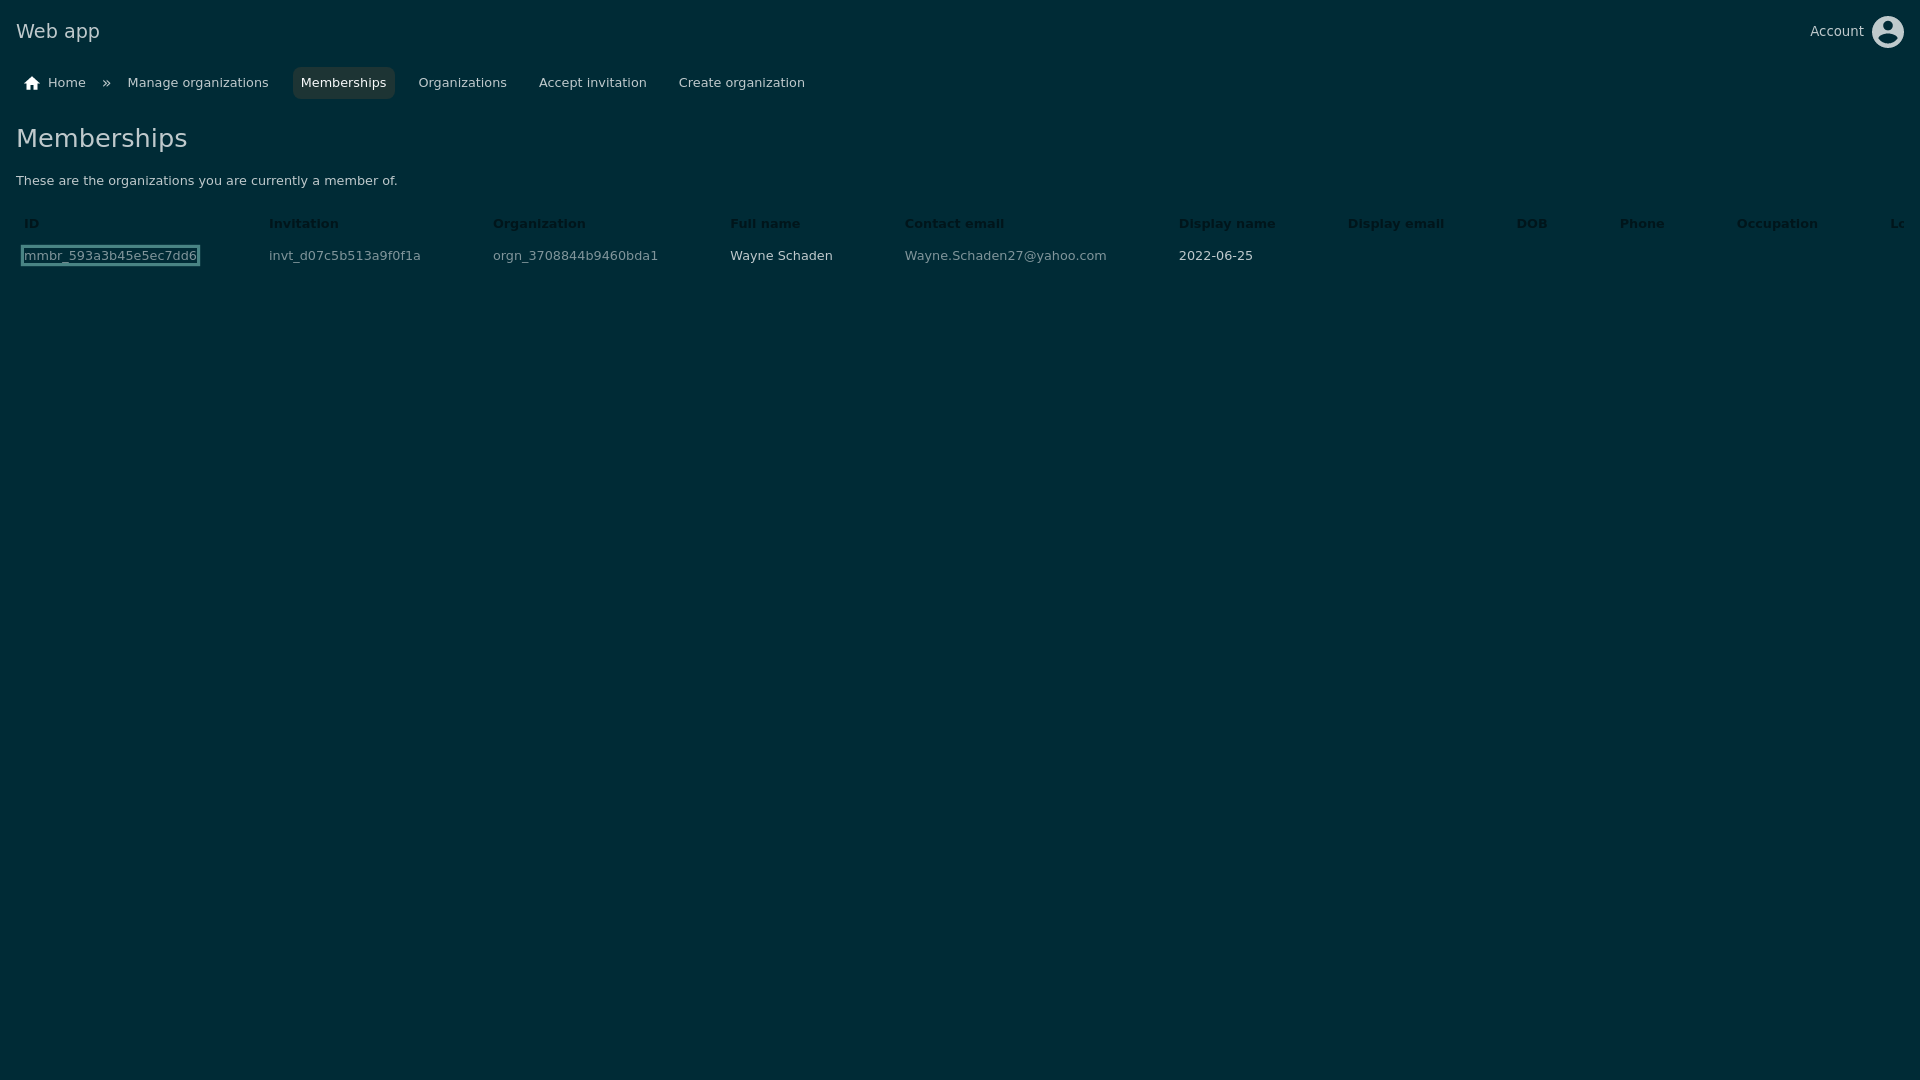 Web app
Account
Home » Manage organizations Memberships Organizations Accept invitation Create organization
Memberships
These are the organizations you are currently a member of.
ID Invitation Organization Full name Contact email Display name Display email DOB Phone Occupation
mmbr_593a3b45e5ec7dd6 invt_d07c5b513a9f0f1a orgn_3708844b9460bda1 Wayne Schaden Wayne.Schaden27@yahoo.com 2022-06-25